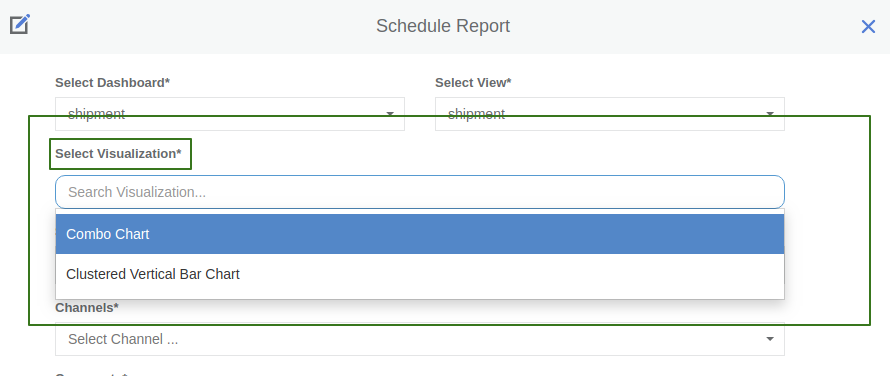 Schedule Report
Select Dashboard* Select View*
shipment shipment
Select Visualization*
Search Visualization...
Combo Chart
Clustered Vertical Bar Chart
Channels*
Select Channel ...